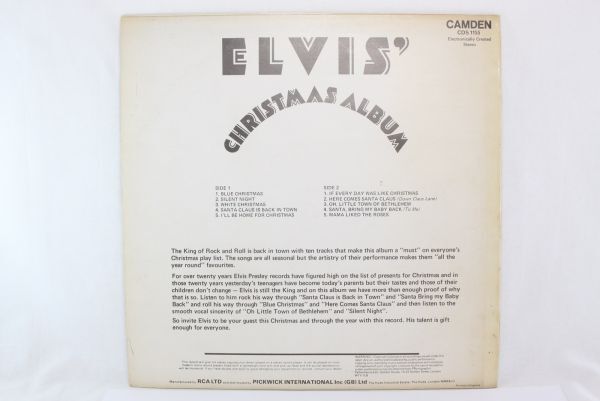 CAMDEN
CDS 1155
Electronically Created
Stereo
ELVIS'
CHRISTMAS ALBUM
SIDE 1
1. BLUE CHRISTMAS
2. SILENT NIGHT
3. WHITE CHRISTMAS
4. SANTA CLAUS IS BACK IN TOWN
5. I'LL BE HOME FOR CHRISTMAS
SIDE 2
1. IF EVERY DAY WAS LIKE CHRISTMAS
2. HERE COMES SANTA CLAUS (Down Santa Claus Lane)
3. OH, LITTLE TOWN OF BETHLEHEM
4. SANTA, BRING MY BABY BACK (To Me)
5. MAMA LIKED THE ROSES
The King of Rock and Roll is back in town with ten tracks that make this album a "must" on everyone's
Christmas play list. The songs are all seasonal but the artistry of their performance makes them "all the
year round" favourites.
For over twenty years Elvis Presley records have figured high on the list of presents for Christmas and in
those twenty years yesterday's teenagers have become today's parents but their tastes and those of their
children don't change – Elvis is still the King and on this album we have more than enough proof of why
that is so. Listen to him rock his way through "Santa Claus is Back in Town" and "Santa Bring my Baby
Back" and roll his way through "Blue Christmas" and "Here Comes Santa Claus" and then listen to the
smooth vocal sincerity of "Oh Little Town of Bethlehem" and "Silent Night".
So invite Elvis to be your guest this Christmas and through the year with this record. His talent is gift
enough for everyone.
Manufactured by RCA LTD and distributed by PICKWICK INTERNATIONAL Inc (GB) Ltd